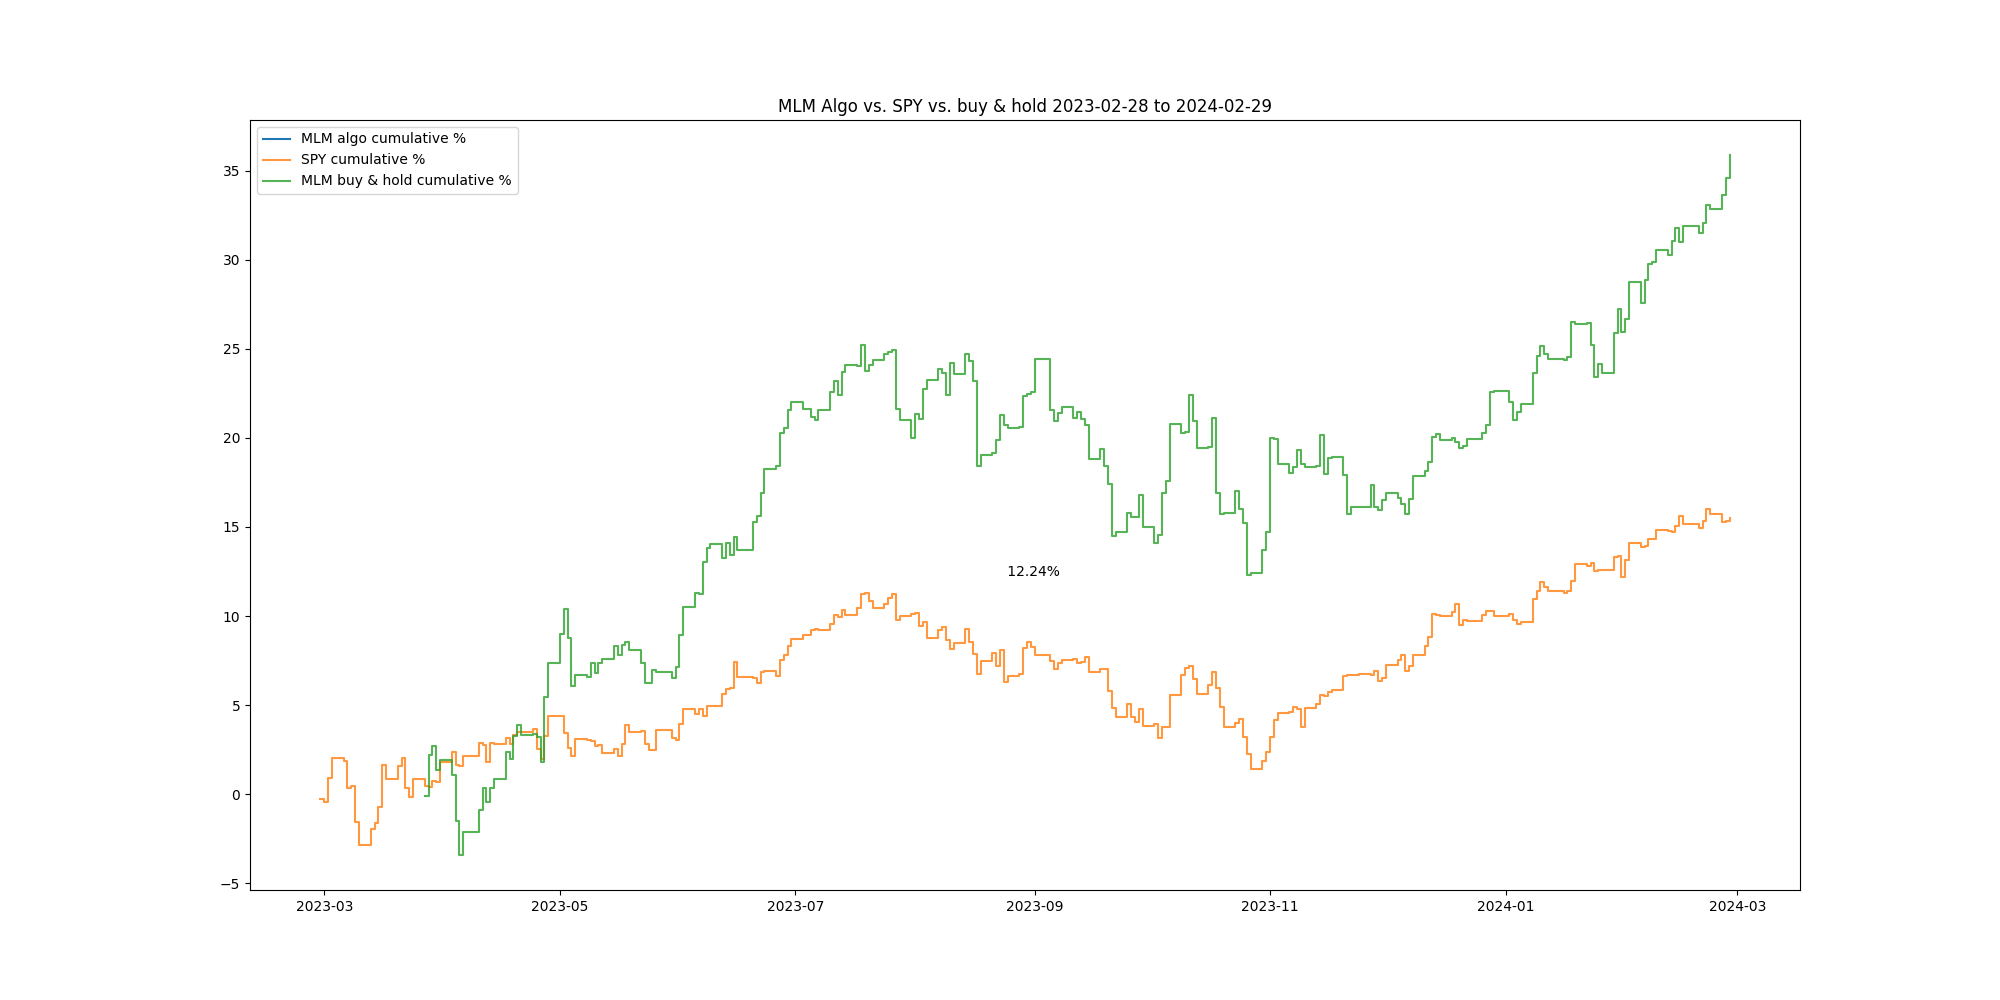 MLM Algo vs. SPY vs. buy & hold 2023-02-28 to 2024-02-29
MLM algo cumulative %
SPY cumulative %
MLM buy & hold cumulative %
35
30
25
20
15
10
5
0
−5
12.24%
2023-03 2023-05 2023-07 2023-09 2023-11 2024-01 2024-03